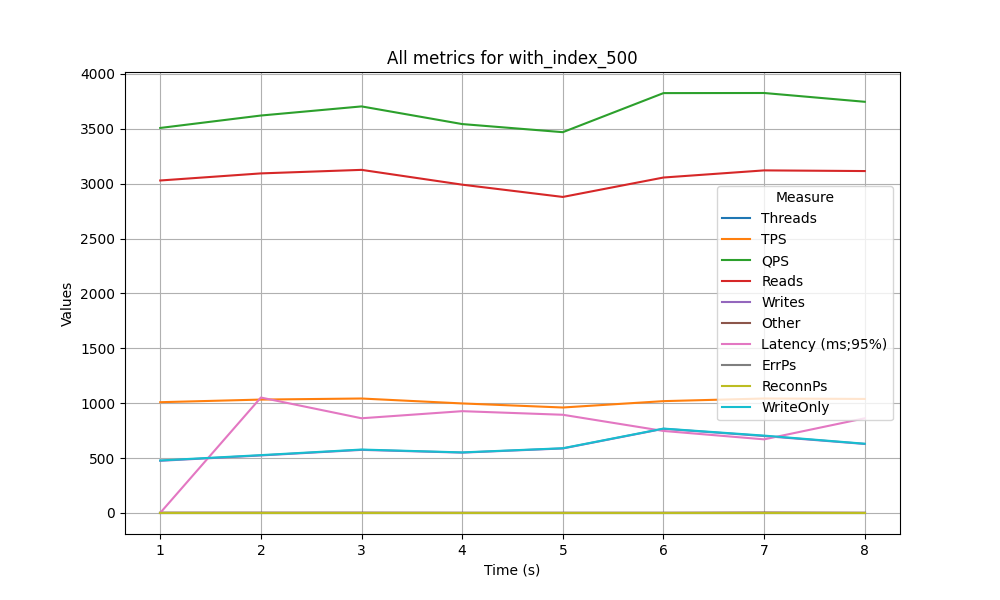 All metrics for with_index_500
4000
3500
3000
2500
2000
1500
1000
500
0
Values
1 2 3 4 5 6 7 8
Time (s)
Measure
Threads
TPS
QPS
Reads
Writes
Other
Latency (ms;95%)
ErrPs
ReconnPs
WriteOnly